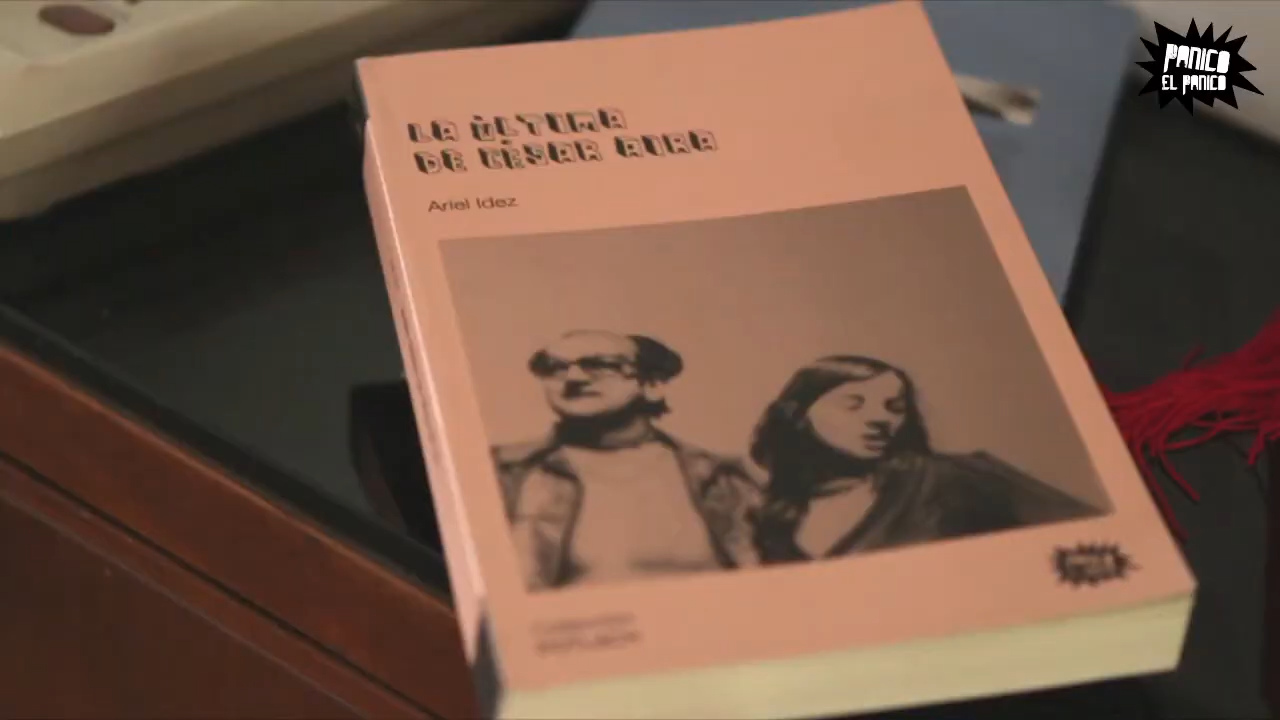 LA ÚLTIMA
DE CÉSAR AIRA
Ariel Idez
PANICO
EL PANICO